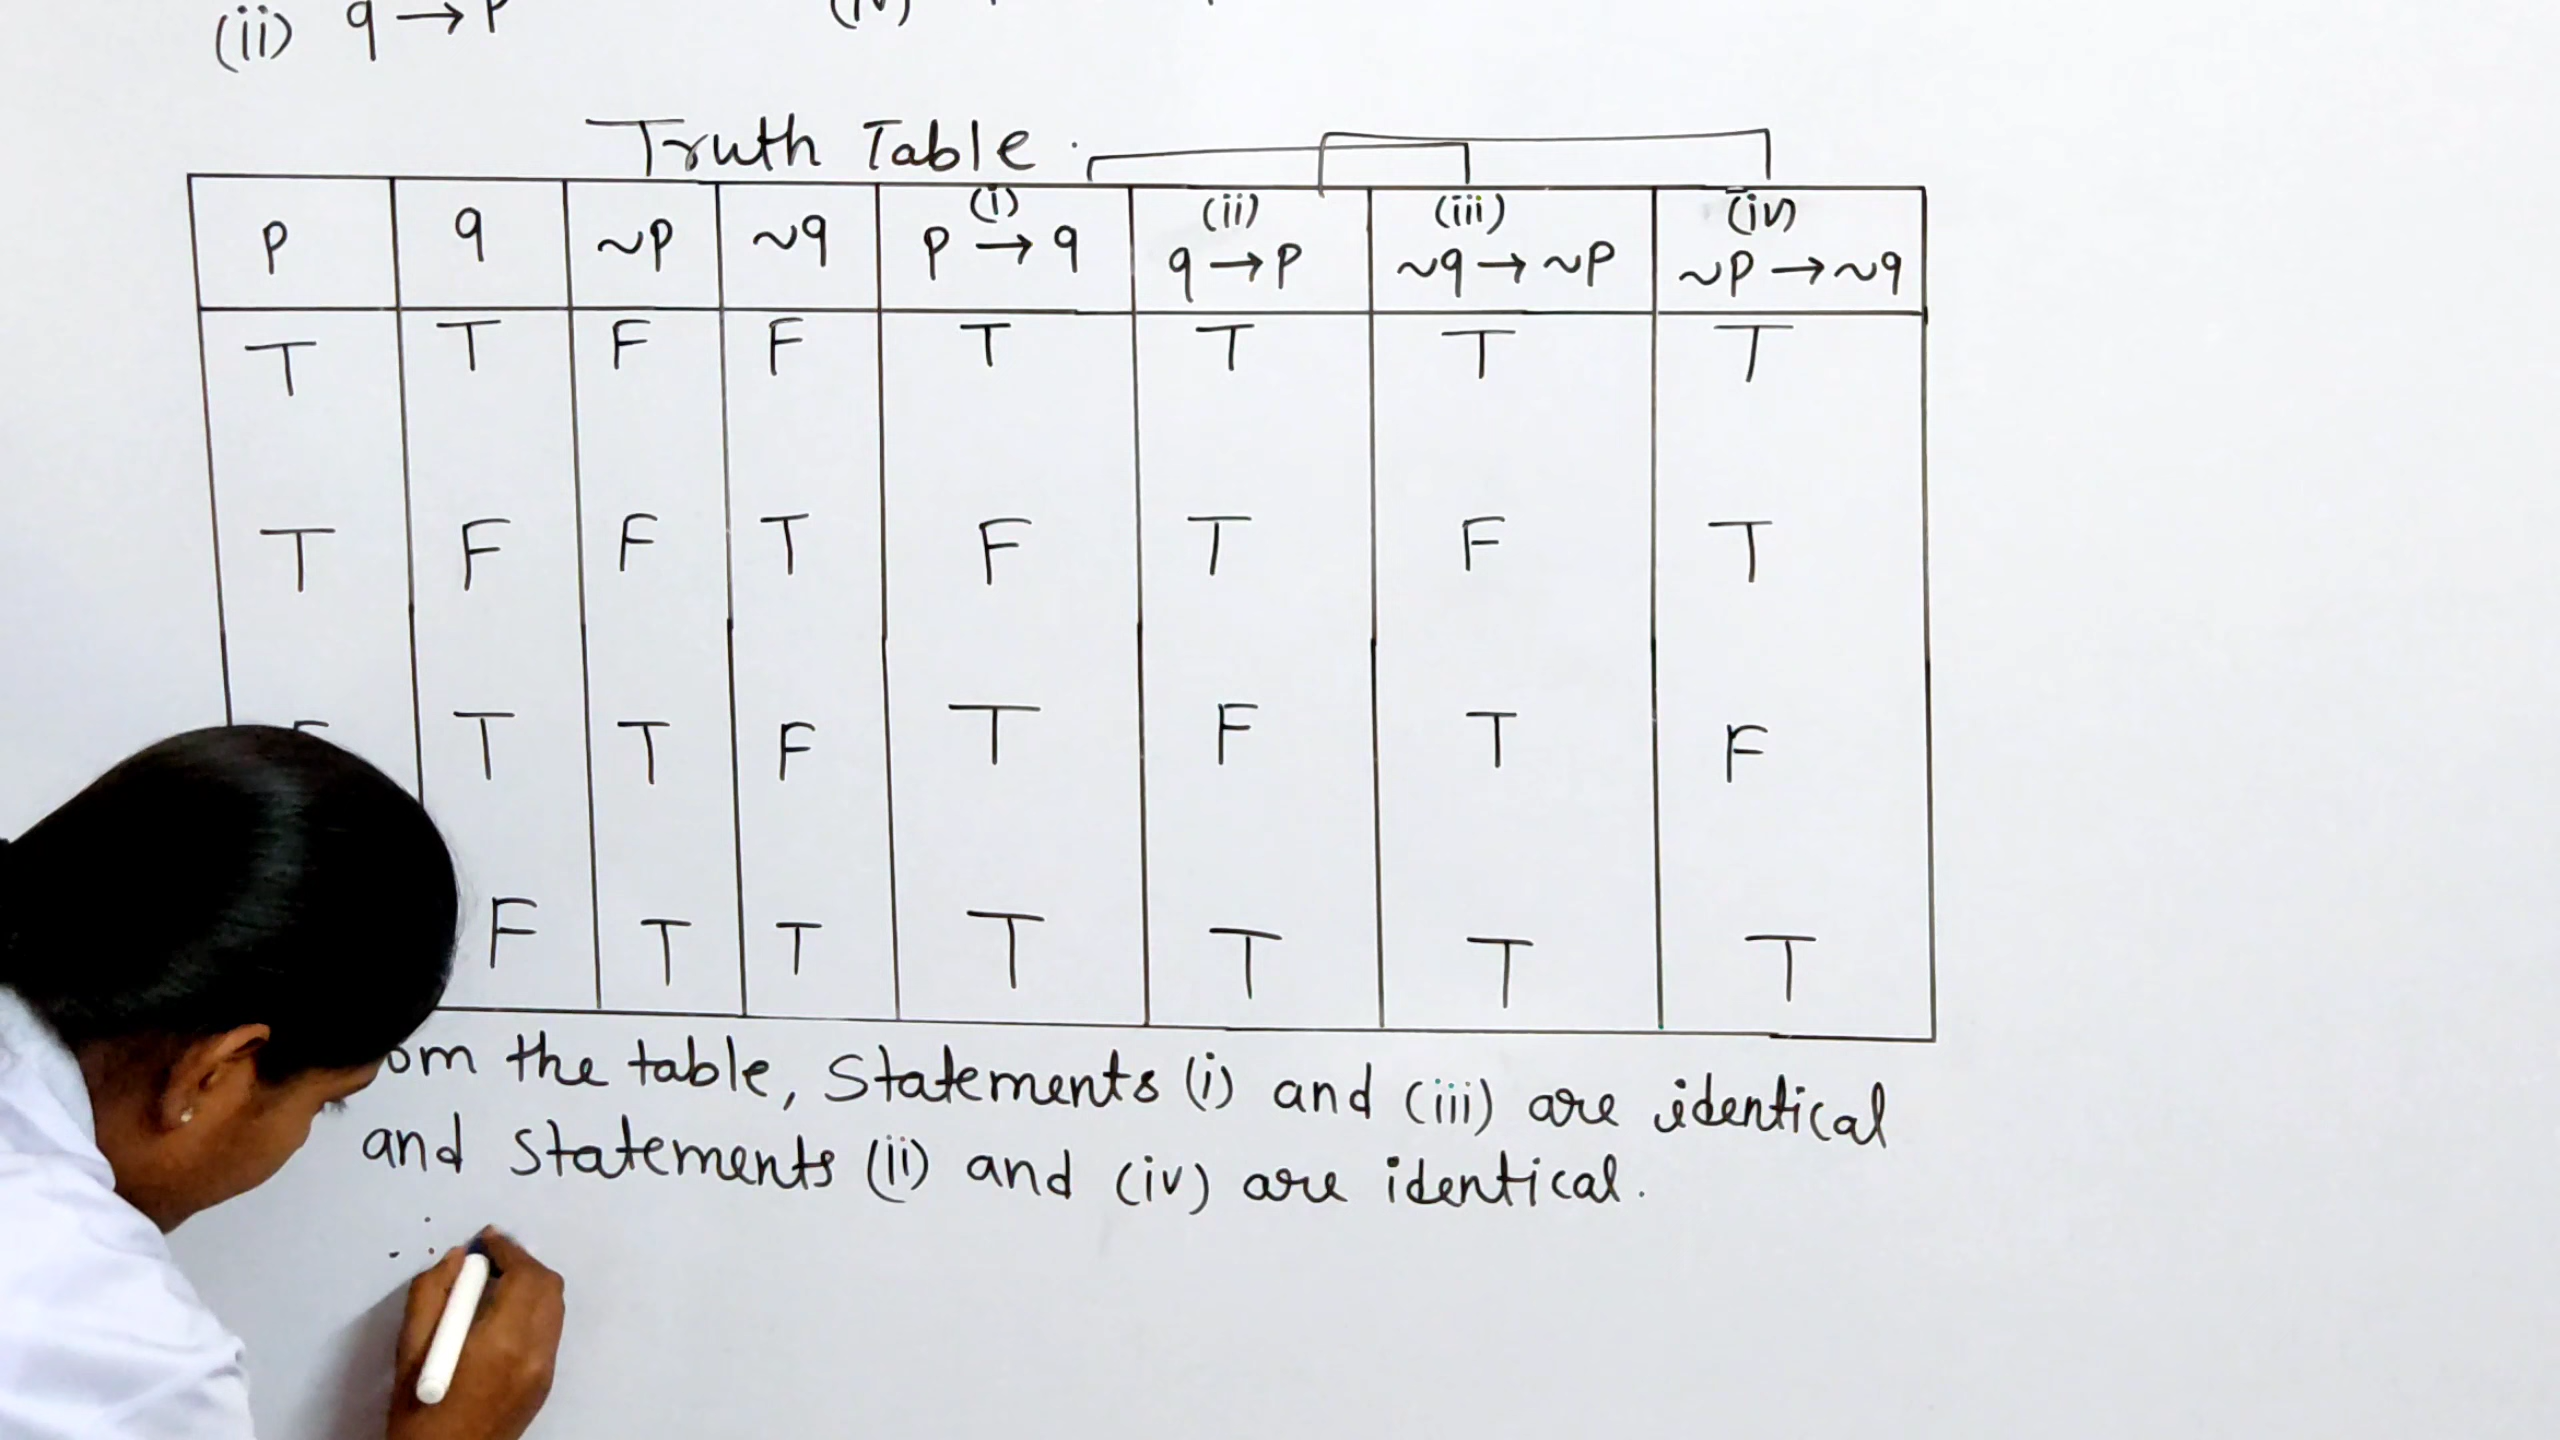 (ii) q → p (iv)
Truth Table
p q ~p ~q (i) p → q (ii) q → p (iii) ~q → ~p (iv) ~p → ~q
T T F F T T T T
T F F T F T F T
F T T F T F T F
F T T T T T T
om the table, Statements (i) and (iii) are identical
and Statements (ii) and (iv) are identical.